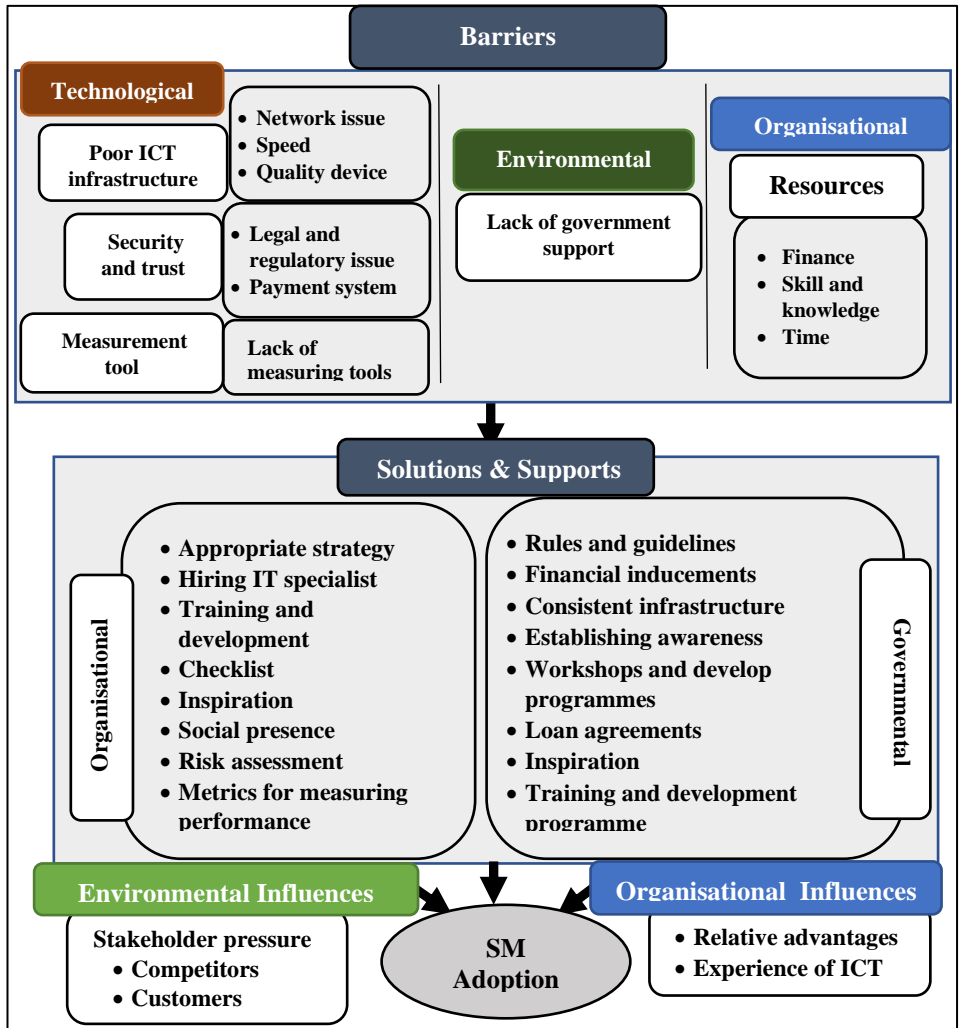 Barriers
Technological
Poor ICT
infrastructure
• Network issue
• Speed
• Quality device
Security
and trust
• Legal and
regulatory issue
• Payment system
Measurement
tool
Lack of
measuring tools
Environmental
Lack of government
support
Organisational
Resources
• Finance
• Skill and
knowledge
• Time
Solutions & Supports
Organisational
• Appropriate strategy
• Hiring IT specialist
• Training and
development
• Checklist
• Inspiration
• Social presence
• Risk assessment
• Metrics for measuring
performance
• Rules and guidelines
• Financial inducements
• Consistent infrastructure
• Establishing awareness
• Workshops and develop
programmes
• Loan agreements
• Inspiration
• Training and development
programme
Governmental
Environmental Influences
Stakeholder pressure
• Competitors
• Customers
SM
Adoption
Organisational Influences
• Relative advantages
• Experience of ICT